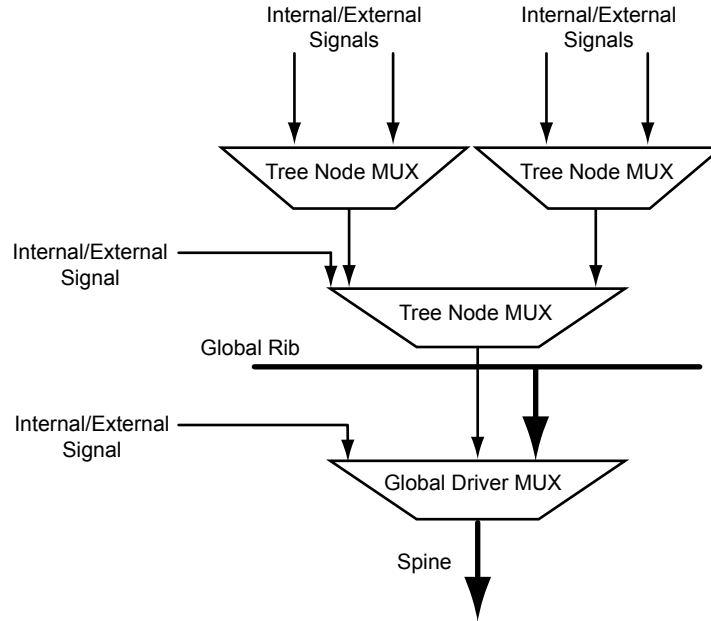 Internal/External
Signals
Internal/External
Signals
Tree Node MUX
Tree Node MUX
Internal/External
Signal
Tree Node MUX
Global Rib
Internal/External
Signal
Global Driver MUX
Spine